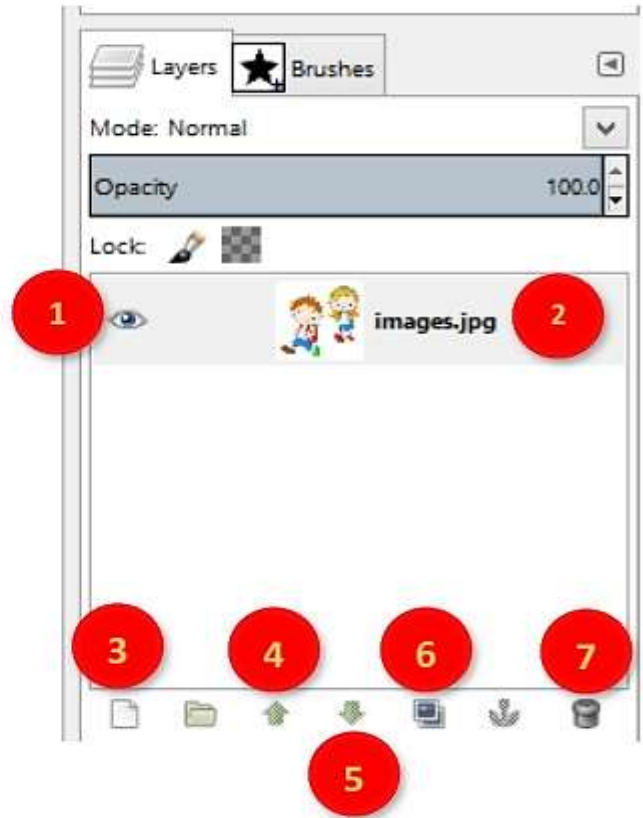 Layers Brushes
Mode: Normal
Opacity 100.0
Lock:
1 images.jpg 2
3 4 6 7
5